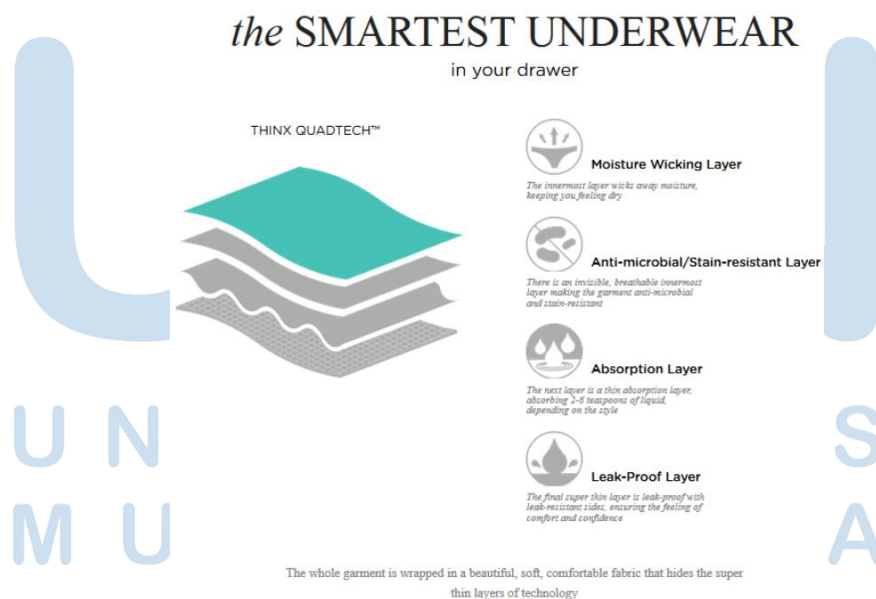 the SMARTEST UNDERWEAR
in your drawer
THINX QUADTECH™
Moisture Wicking Layer
The innermost layer wicks away moisture,
keeping you feeling dry
Anti-microbial/Stain-resistant Layer
There is an invisible, breathable innermost
layer making the garment anti-microbial
and stain-resistant
Absorption Layer
The next layer is a thin absorption layer,
absorbing 2-6 teaspoons of liquid,
depending on the style
Leak-Proof Layer
The final super thin layer is leak-proof with
leak-resistant sides, ensuring the feeling of
comfort and confidence
The whole garment is wrapped in a beautiful, soft, comfortable fabric that hides the super
thin layers of technology
U N S
M U A